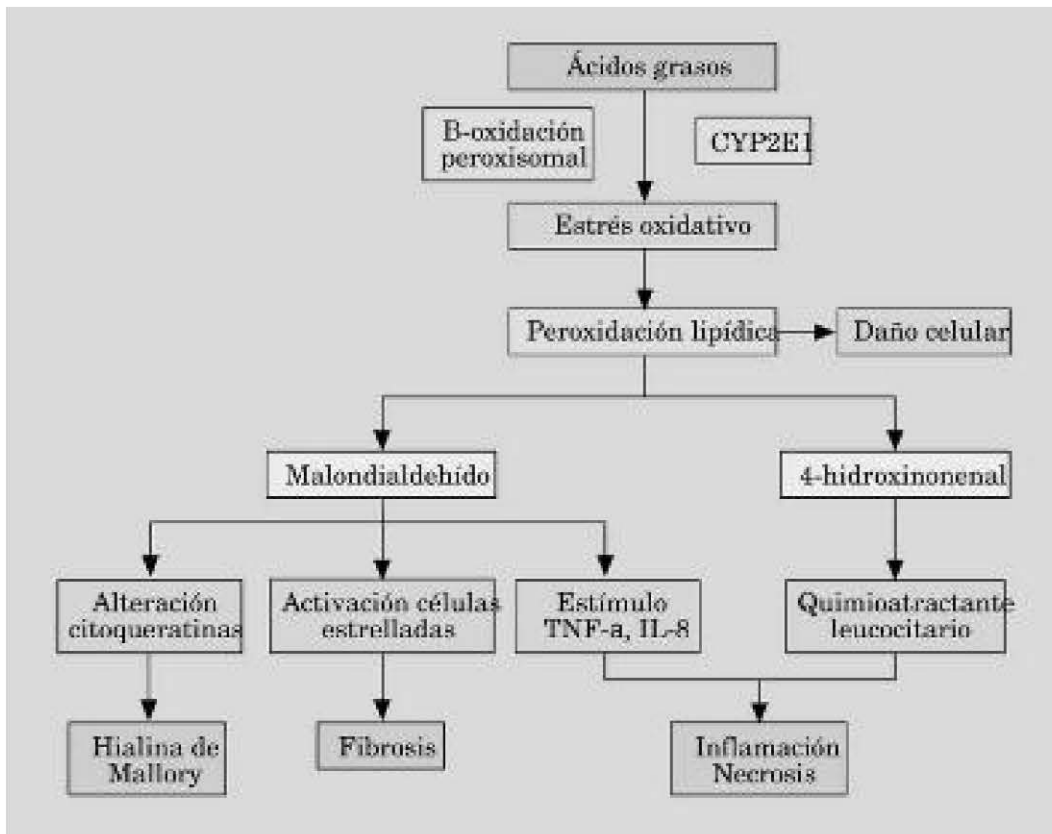 Ácidos grasos
B-oxidación
peroxisomal
CYP2E1
Estrés oxidativo
Peroxidación lipídica
Daño celular
Malondialdehído
4-hidroxinonenal
Alteración
citoqueratinas
Activación células
estrelladas
Estímulo
TNF-a, IL-8
Quimioatractante
leucocitario
Hialina de
Mallory
Fibrosis
Inflamación
Necrosis